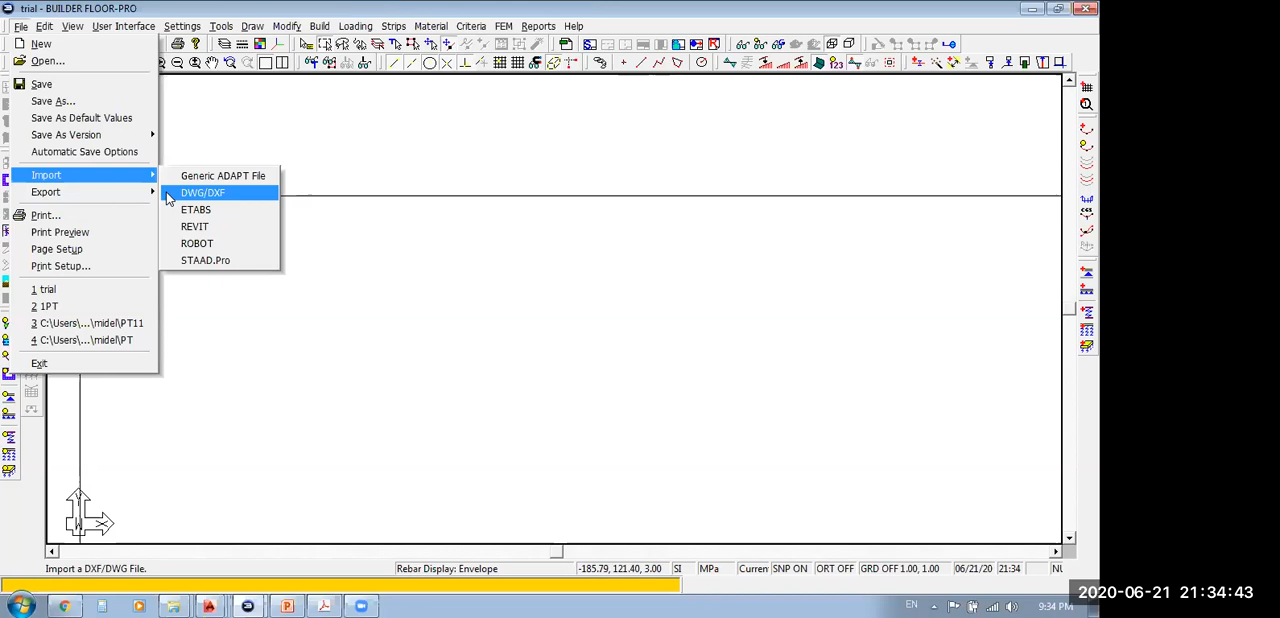 trial - BUILDER FLOOR-PRO
File Edit View User Interface Settings Tools Draw Modify Build Loading Strips Material Criteria FEM Reports Help
New
Open...
Save
Save As...
Save As Default Values
Save As Version
Automatic Save Options
Import
Export
Print...
Print Preview
Page Setup
Print Setup...
1 trial
2 1PT
3 C:\Users\...\midel\PT11
4 C:\Users\...\midel\PT
Exit
Generic ADAPT File
DWG/DXF
ETABS
REVIT
ROBOT
STAAD.Pro
123
CGS
X
Import a DXF/DWG File. Rebar Display: Envelope -185.79, 121.40, 3.00 SI MPa Curren SNP ON ORT OFF GRD OFF 1.00, 1.00 06/21/20 21:34 NU
EN 9:34 PM
2020-06-21 21:34:43